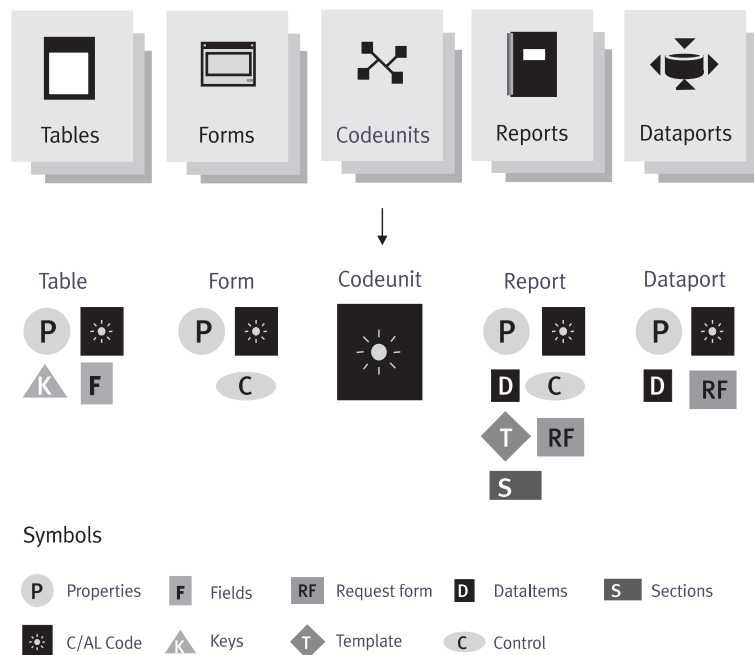 Tables Forms Codeunits Reports Dataports
Table Form Codeunit Report Dataport
P P P P
K F C D C D RF
T RF
S
Symbols
P Properties F Fields RF Request form D DataItems S Sections
C/AL Code K Keys T Template C Control